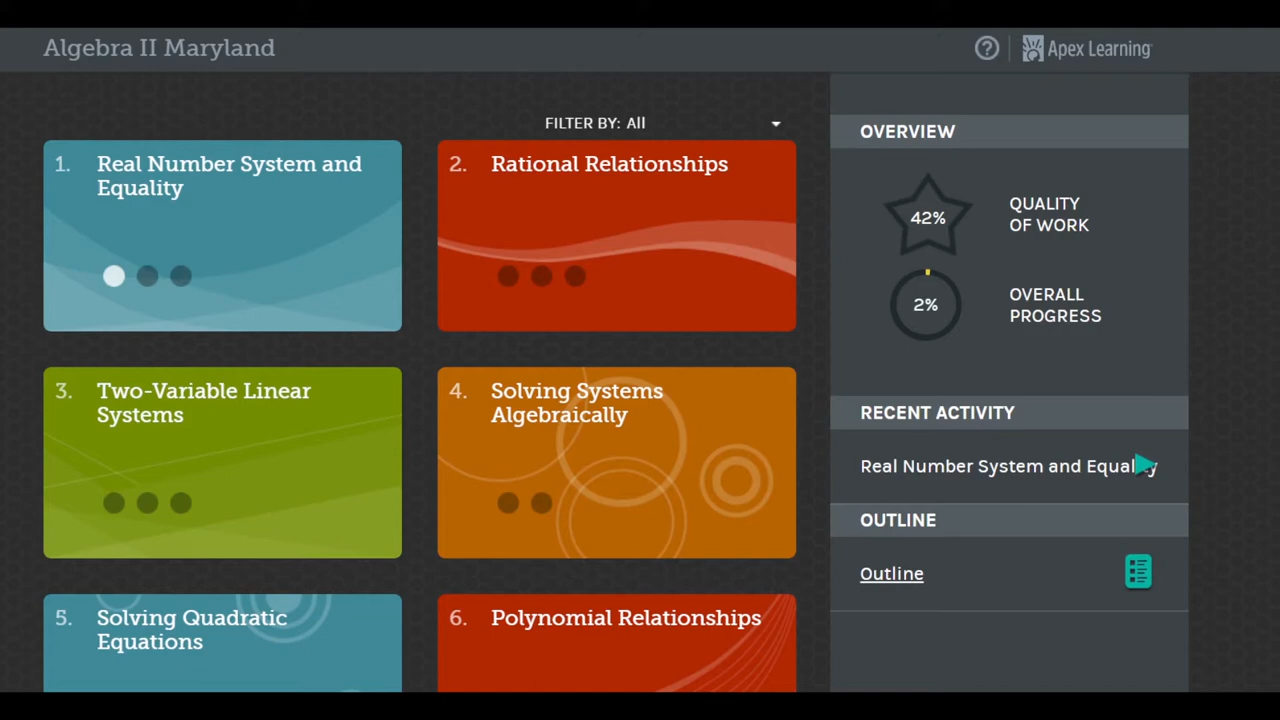 Algebra II Maryland
Apex Learning
FILTER BY: All
1. Real Number System and
Equality
2. Rational Relationships
3. Two-Variable Linear
Systems
4. Solving Systems
Algebraically
5. Solving Quadratic
Equations
6. Polynomial Relationships
OVERVIEW
42%
QUALITY
OF WORK
2%
OVERALL
PROGRESS
RECENT ACTIVITY
Real Number System and Equality
OUTLINE
Outline